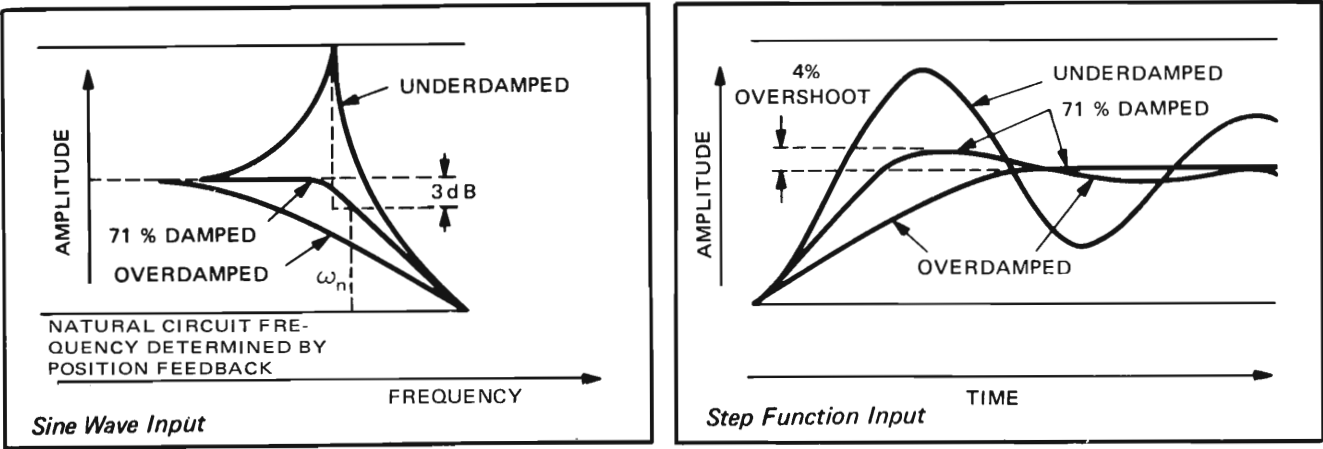 AMPLITUDE
UNDERDAMPED
3 dB
71 % DAMPED
OVERDAMPED
ωn
NATURAL CIRCUIT FRE-
QUENCY DETERMINED BY
POSITION FEEDBACK
FREQUENCY
Sine Wave Input
AMPLITUDE
4%
OVERSHOOT
UNDERDAMPED
71 % DAMPED
OVERDAMPED
TIME
Step Function Input